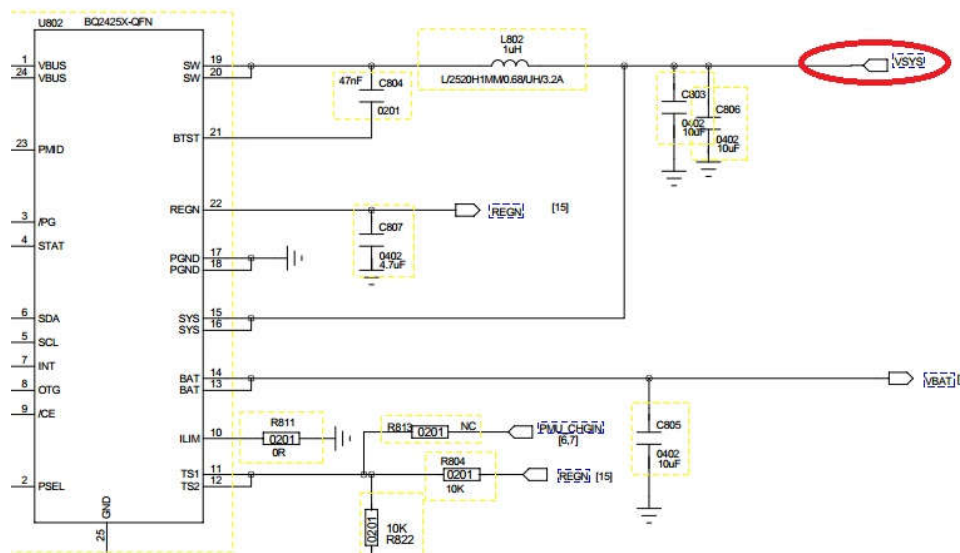 U802 BQ2425X-QFN
1 VBUS
24 VBUS
23 PMID
3 /PG
4 STAT
6 SDA
5 SCL
7 INT
8 OTG
9 /CE
2 PSEL
GND
25
SW 19
SW 20
BTST 21
REGN 22
PGND 17
PGND 18
SYS 15
SYS 16
BAT 14
BAT 13
ILIM 10
TS1 11
TS2 12
L802
1uH
L/2520H1MM/0.68/UH/3.2A
47nF
C804
0201
VSYS
C803
0402
10uF
C806
0402
10uF
REGN [15]
C807
0402
4.7uF
VBAT [
C805
0402
10uF
R811
0201
0R
R813 0201 NC
PMU_CHGIN
[6,7]
R804
0201
10K
REGN [15]
0201
10K
R822